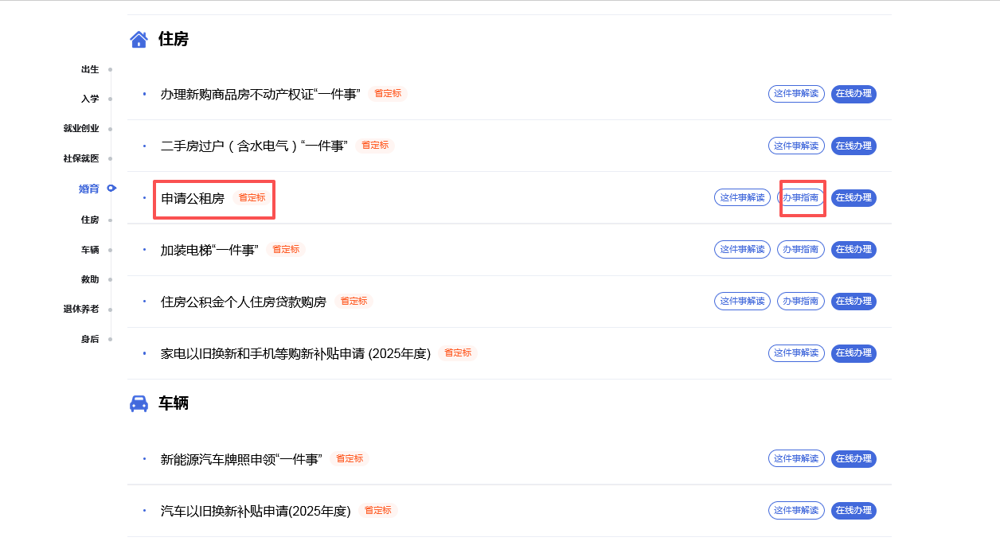 住房
出生
入学
就业创业
社保就医
婚育
住房
车辆
救助
退休养老
身后
办理新购商品房不动产权证“一件事” 省定标 这件事解读 在线办理
二手房过户（含水电气）“一件事” 省定标 这件事解读 在线办理
申请公租房 省定标 这件事解读 办事指南 在线办理
加装电梯“一件事” 省定标 这件事解读 办事指南 在线办理
住房公积金个人住房贷款购房 省定标 这件事解读 办事指南 在线办理
家电以旧换新和手机等购新补贴申请 (2025年度) 省定标 这件事解读 在线办理
车辆
新能源汽车牌照申领“一件事” 省定标 这件事解读 在线办理
汽车以旧换新补贴申请(2025年度) 省定标 这件事解读 在线办理